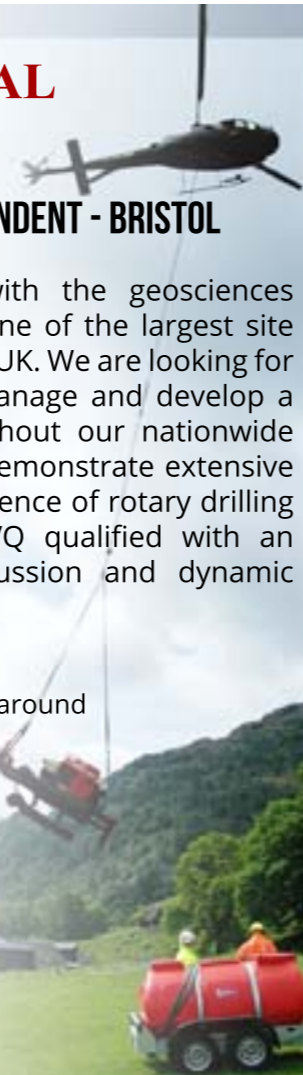 AL
NDENT - BRISTOL
with the geosciences
ne of the largest site
UK. We are looking for
anage and develop a
hout our nationwide
emonstrate extensive
ence of rotary drilling
VQ qualified with an
ussion and dynamic
around